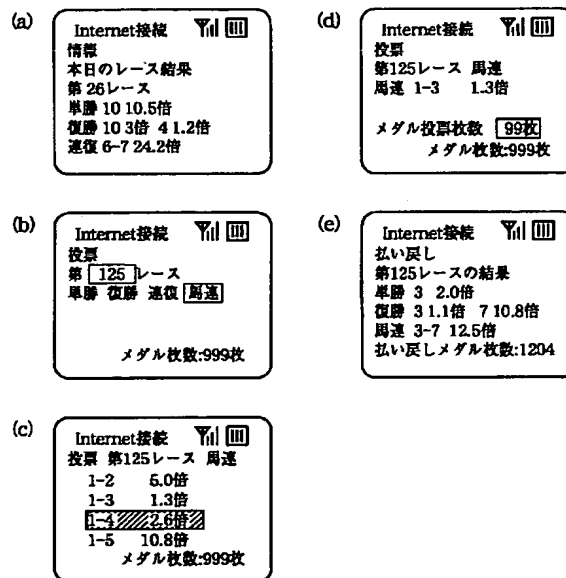 (a)
Internet接続
情報
本日のレース結果
第 26レース
単勝 10 10.5倍
復勝 10 3倍 4 1.2倍
連復 6-7 24.2倍
(b)
Internet接続
投票
第 125 レース
単勝 復勝 連復 馬連
メダル枚数:999枚
(c)
Internet接続
投票 第125レース 馬連
1-2 5.0倍
1-3 1.3倍
1-4 2.6倍
1-5 10.8倍
メダル枚数:999枚
(d)
Internet接続
投票
第125レース 馬連
馬連 1-3 1.3倍
メダル投票枚数 99枚
メダル枚数:999枚
(e)
Internet接続
払い戻し
第125レースの結果
単勝 3 2.0倍
復勝 3 1.1倍 7 10.8倍
馬連 3-7 12.5倍
払い戻しメダル枚数:1204